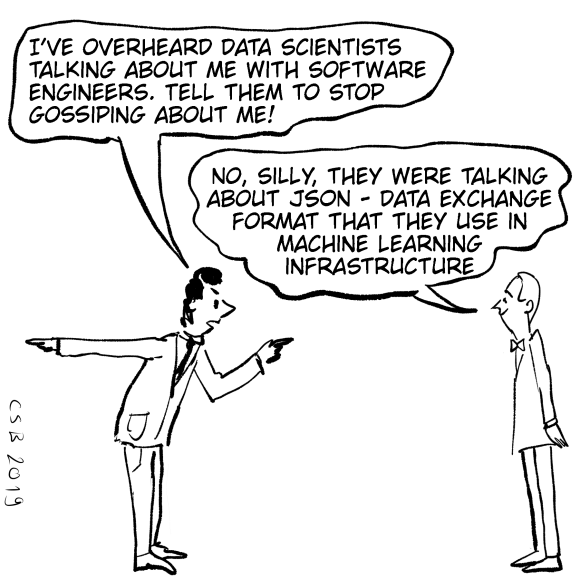 I'VE OVERHEARD DATA SCIENTISTS
TALKING ABOUT ME WITH SOFTWARE
ENGINEERS. TELL THEM TO STOP
GOSSIPING ABOUT ME!
NO, SILLY, THEY WERE TALKING
ABOUT JSON - DATA EXCHANGE
FORMAT THAT THEY USE IN
MACHINE LEARNING
INFRASTRUCTURE
CSB 2019